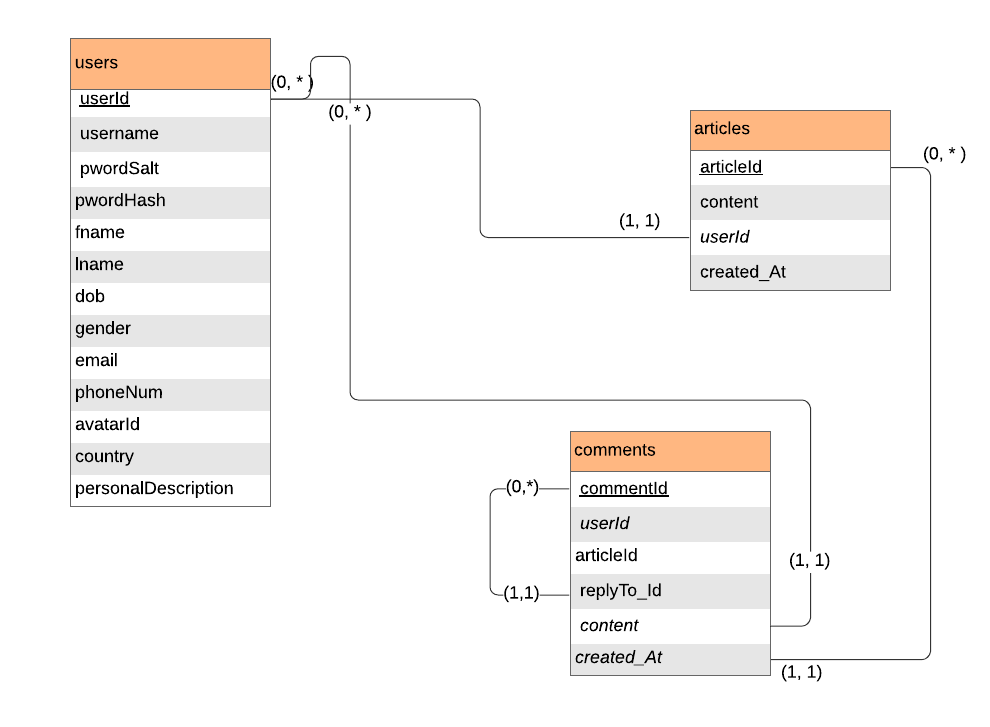 users
userId
username
pwordSalt
pwordHash
fname
lname
dob
gender
email
phoneNum
avatarId
country
personalDescription
(0, * )
(0, * )
(1, 1)
articles
articleId
content
userId
created_At
(0, * )
comments
commentId
userId
articleId
replyTo_Id
content
created_At
(0,*)
(1,1)
(1, 1)
(1, 1)